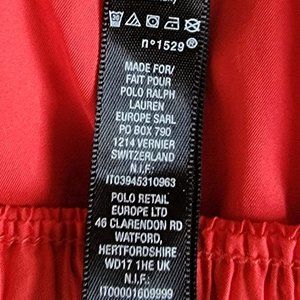 n°1529
MADE FOR/
FAIT POUR
POLO RALPH
LAUREN
EUROPE SARL
PO BOX 790
1214 VERNIER
SWITZERLAND
N.I.F.:
IT03945310963
POLO RETAIL
EUROPE LTD
46 CLARENDON RD
WATFORD,
HERTFORDSHIRE
WD17 1HE UK
N.I.F.:
IT00001609999